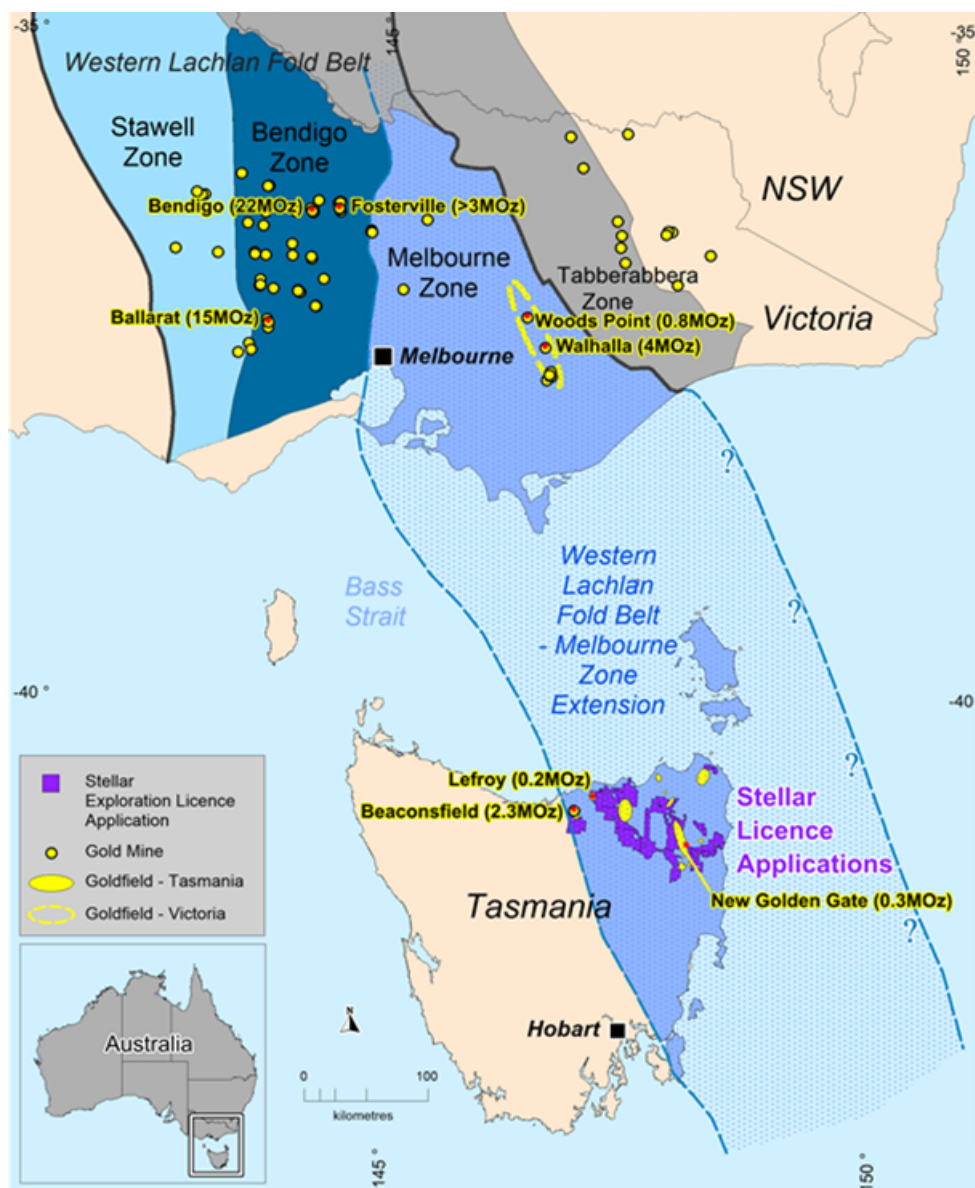 -35°
145°
-35
150°
Western Lachlan Fold Belt
Stawell
Zone
Bendigo
Zone
NSW
Bendigo (22MOz)
Fosterville (>3MOz)
Melbourne
Zone
Tabberabbera
Zone
Ballarat (15MOz)
Woods Point (0.8MOz)
Victoria
Melbourne
Walhalla (4MOz)
?
Western
Lachlan
Fold Belt
- Melbourne
Zone
Extension
Bass
Strait
?
-40°
-40
?
Lefroy (0.2MOz)
Beaconsfield (2.3MOz)
Stellar
Licence
Applications
Stellar
Exploration Licence
Application
Gold Mine
Goldfield - Tasmania
Goldfield - Victoria
Tasmania
New Golden Gate (0.3MOz)
?
N
Hobart
Australia
0 100
kilometres
145°
150°